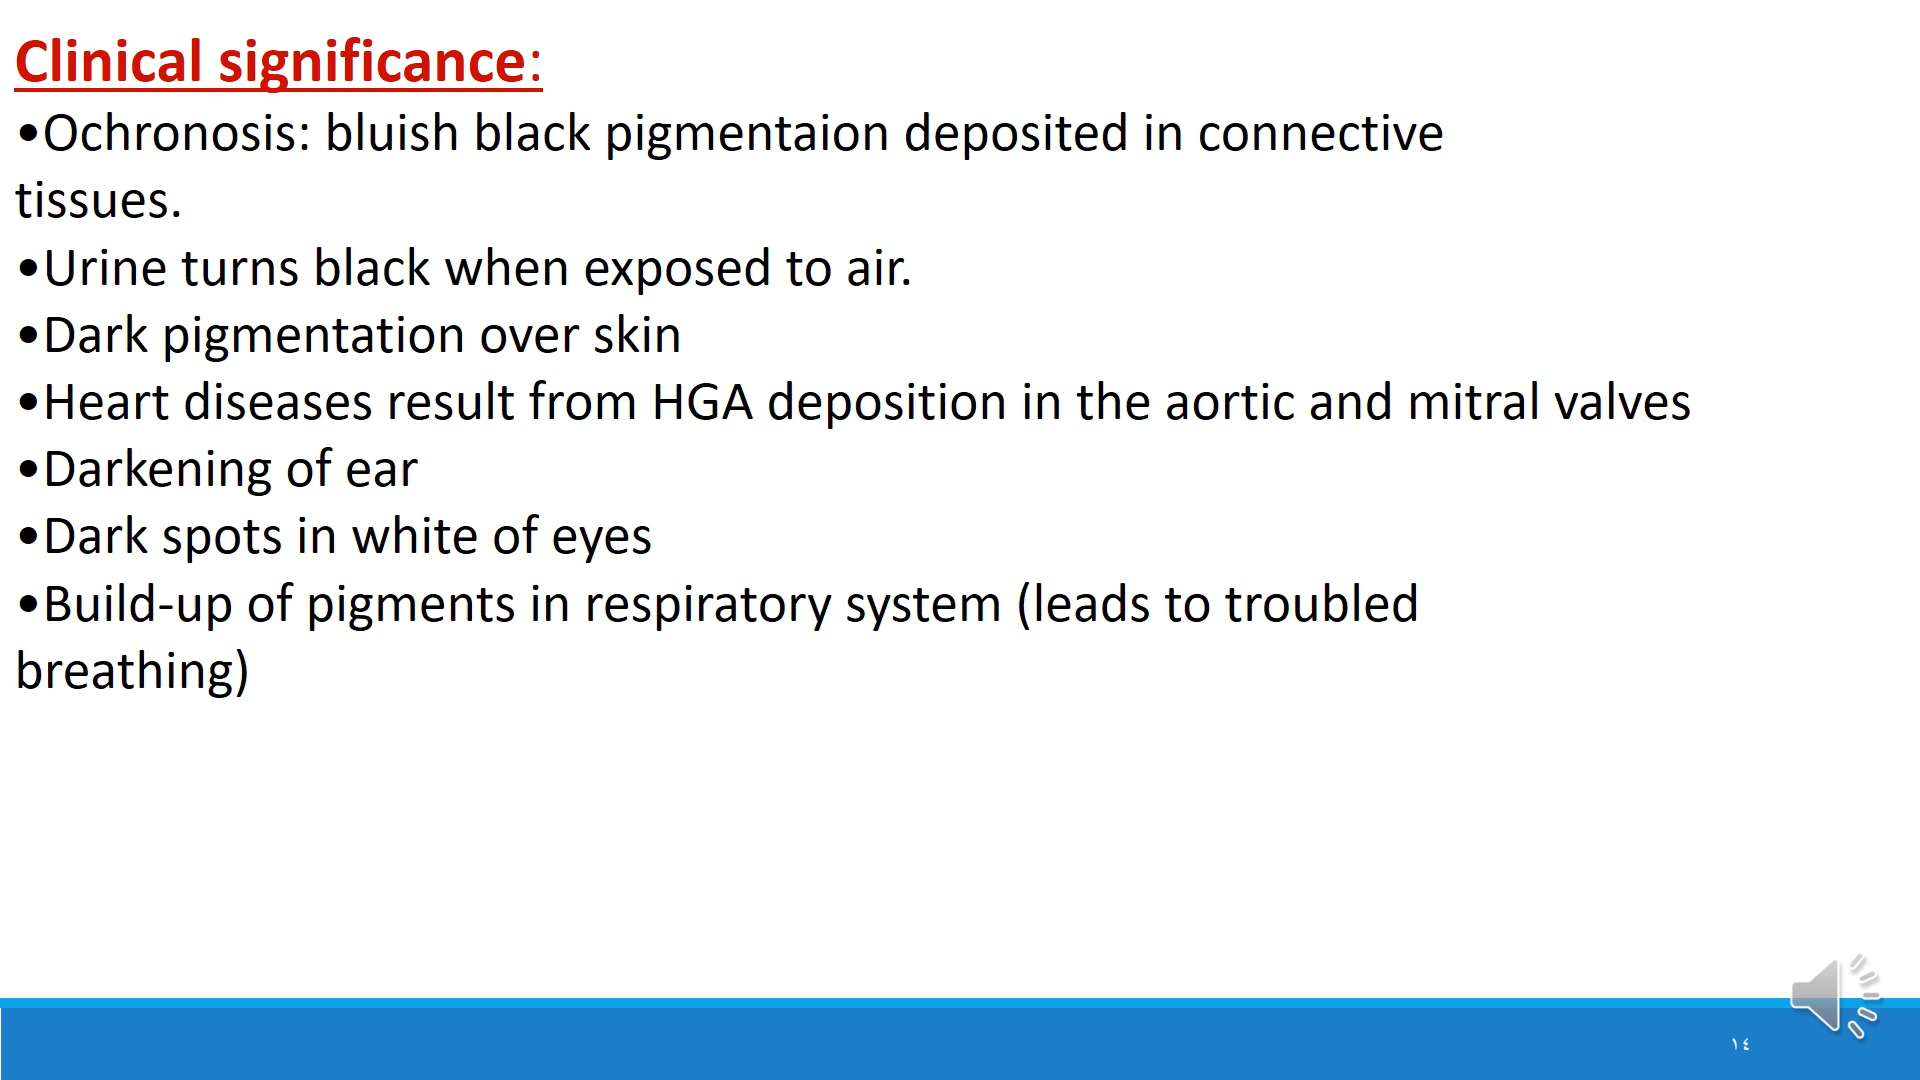 Clinical significance:
•Ochronosis: bluish black pigmentaion deposited in connective
tissues.
•Urine turns black when exposed to air.
•Dark pigmentation over skin
•Heart diseases result from HGA deposition in the aortic and mitral valves
•Darkening of ear
•Dark spots in white of eyes
•Build-up of pigments in respiratory system (leads to troubled
breathing)
١٤